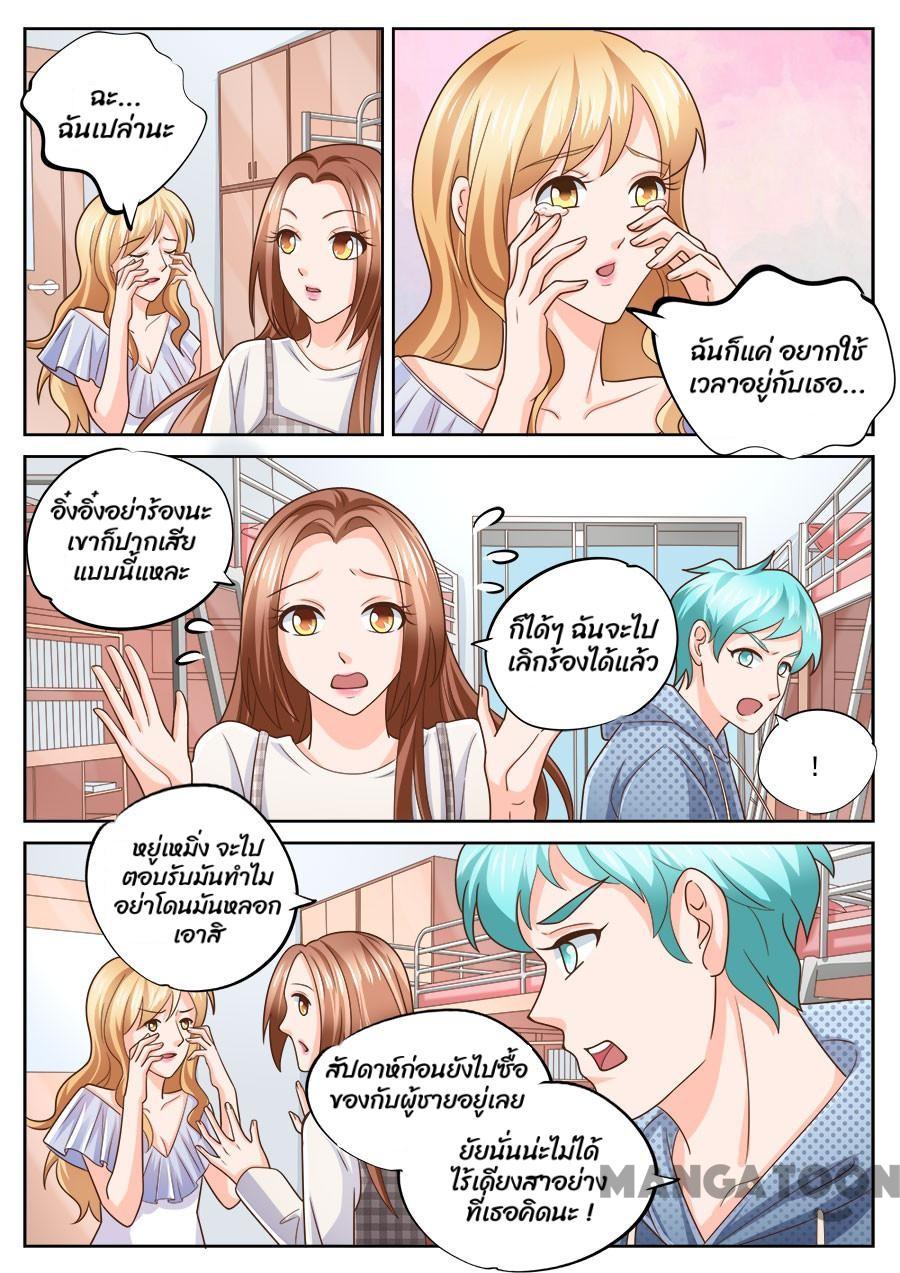 ฉะ...
ฉันเปล่านะ
ฉันก็แค่ อยากใช้
เวลาอยู่กับเธอ...
อิ๋งอิ๋งอย่าร้องนะ
เขาก็ปากเสีย
แบบนี้แหละ
ก็ได้ๆ ฉันจะไป
เลิกร้องได้แล้ว
!
หยู่เหมิ่ง จะไป
ตอบรับมันทำไม
อย่าโดนมันหลอก
เอาสิ
สัปดาห์ก่อนยังไปซื้อ
ของกับผู้ชายอยู่เลย
ยัยนั่นน่ะไม่ได้
ไร้เดียงสาอย่าง
ที่เธอคิดนะ !
MANGATOON